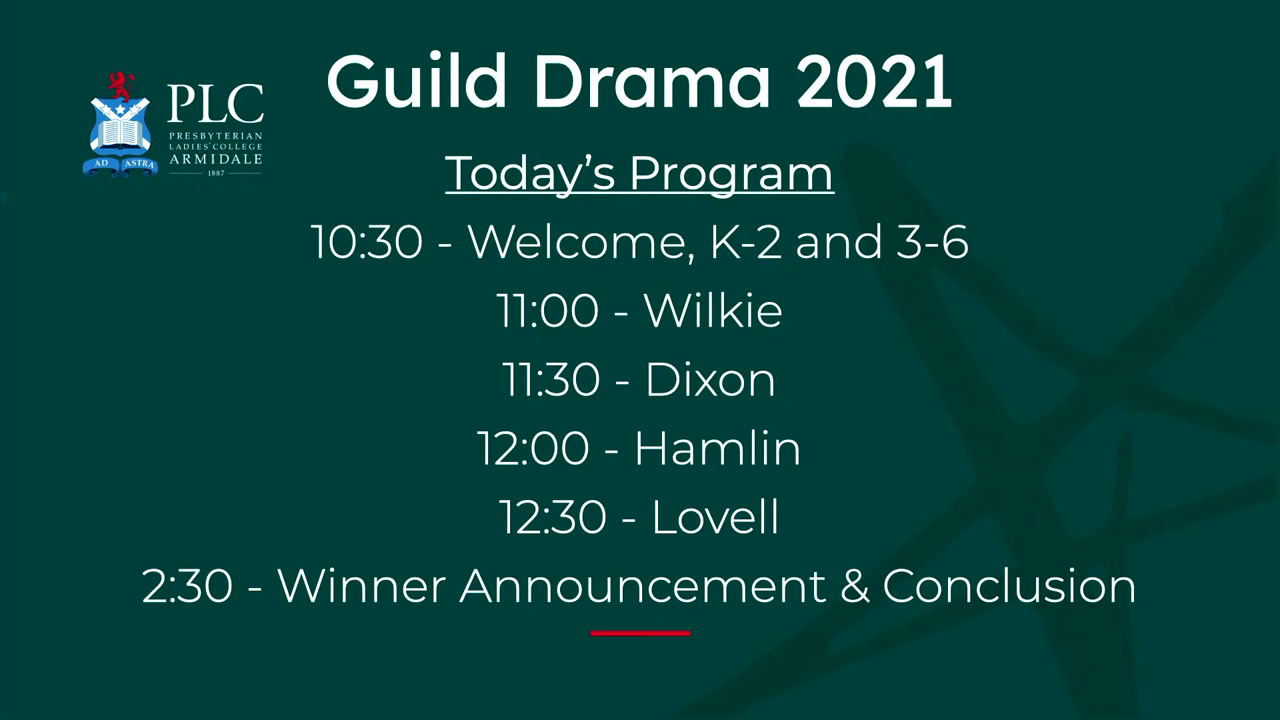 Guild Drama 2021
PLC
PRESBYTERIAN
LADIES' COLLEGE
ARMIDALE
1887
AD ASTRA
Today's Program
10:30 - Welcome, K-2 and 3-6
11:00 - Wilkie
11:30 - Dixon
12:00 - Hamlin
12:30 - Lovell
2:30 - Winner Announcement & Conclusion